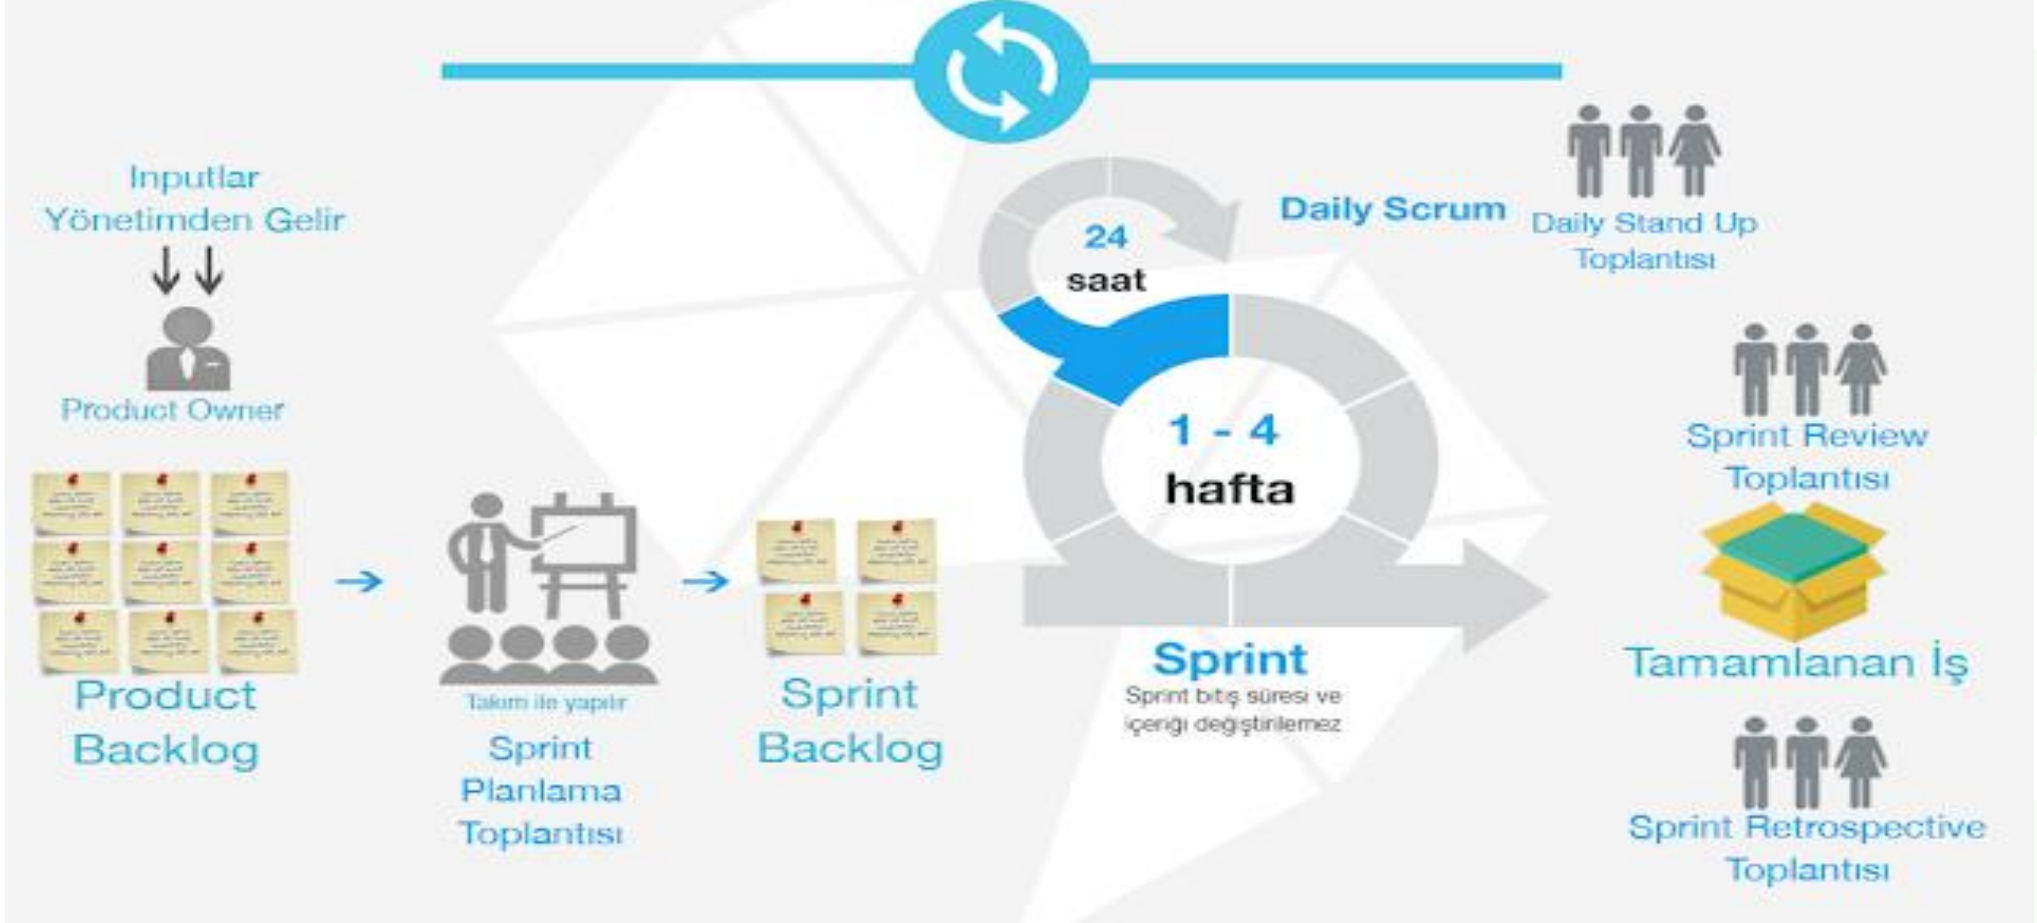 Inputlar
Yönetimden Gelir
Product Owner
Product
Backlog
Takım ile yapılır
Sprint
Planlama
Toplantısı
Sprint
Backlog
24
saat
Daily Scrum
Daily Stand Up
Toplantısı
1 - 4
hafta
Sprint
Sprint bitiş süresi ve
içeriği değiştirilemez
Sprint Review
Toplantısı
Tamamlanan İş
Sprint Retrospective
Toplantısı